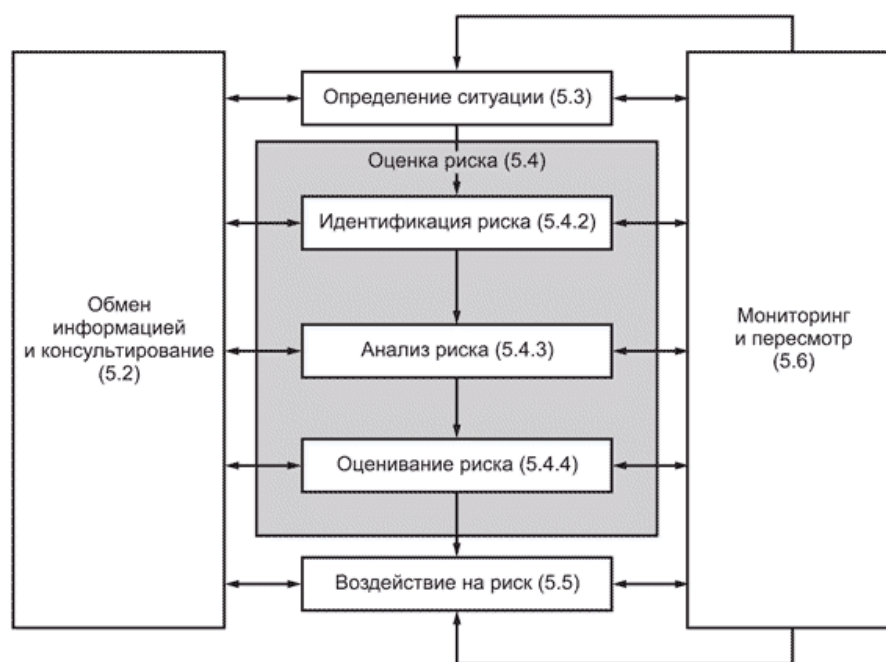 Определение ситуации (5.3)
Оценка риска (5.4)
Идентификация риска (5.4.2)
Обмен
информацией
и консультирование
(5.2)
Анализ риска (5.4.3)
Мониторинг
и пересмотр
(5.6)
Оценивание риска (5.4.4)
Воздействие на риск (5.5)